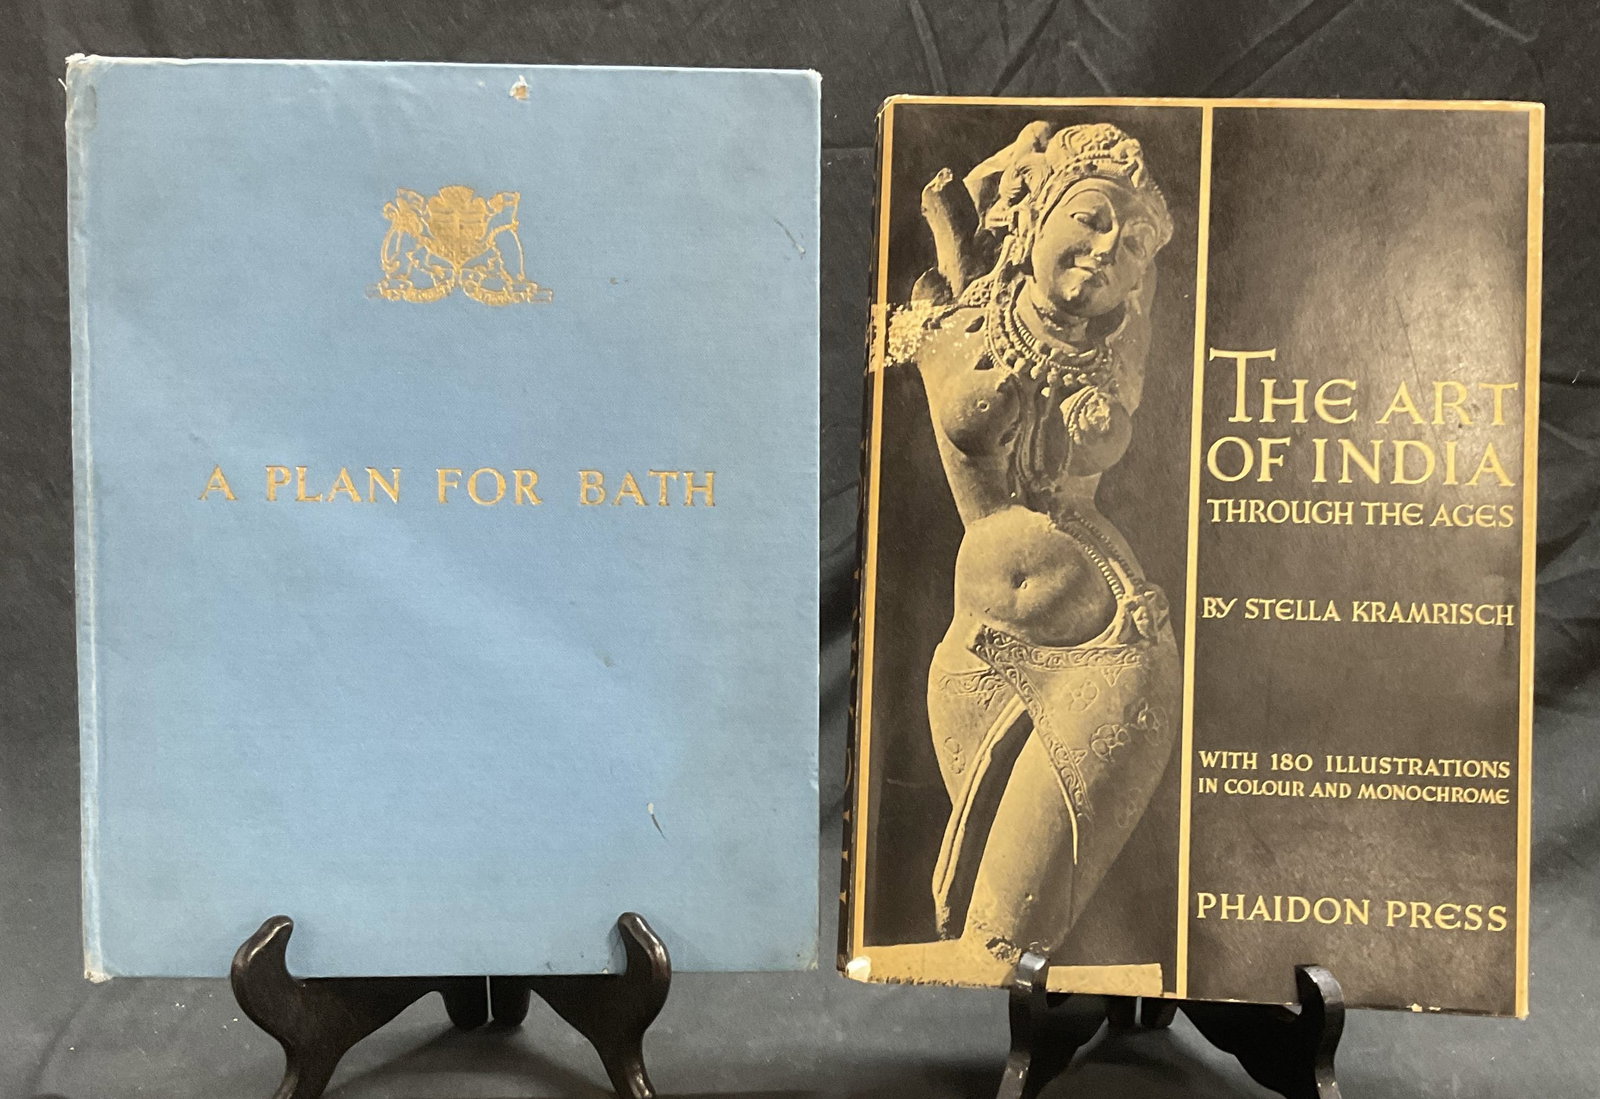 A PLAN FOR BATH
THE ART
OF INDIA
THROUGH THE AGES
BY STELLA KRAMRISCH
WITH 180 ILLUSTRATIONS
IN COLOUR AND MONOCHROME
PHAIDON PRESS